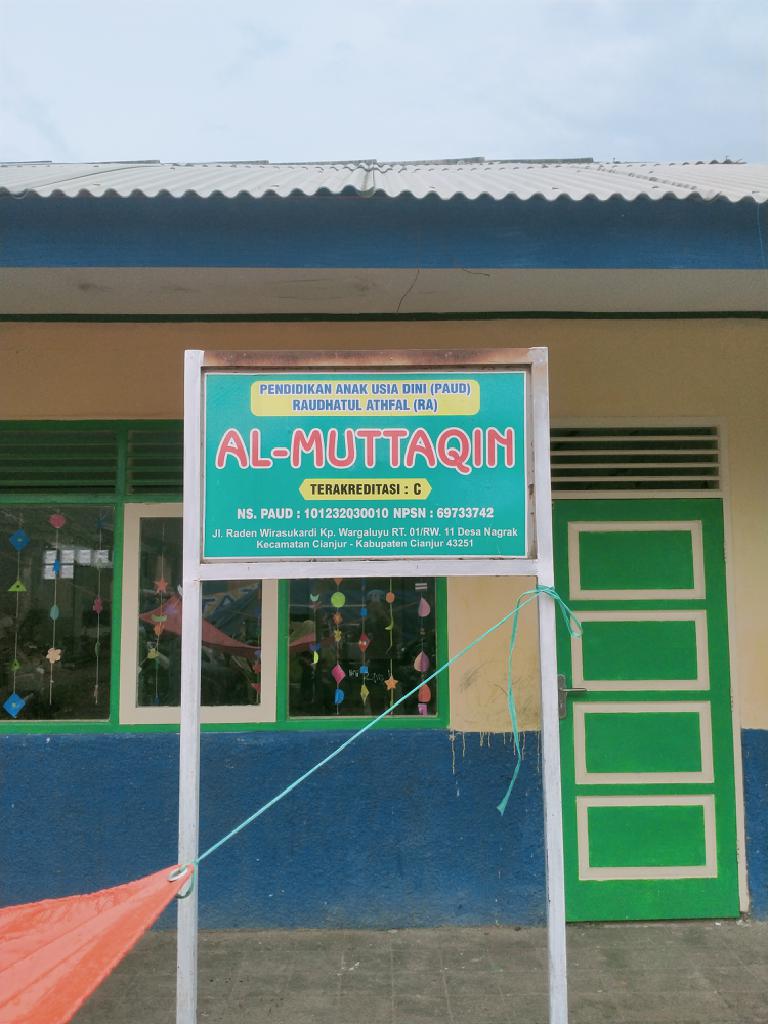 PENDIDIKAN ANAK USIA DINI (PAUD)
RAUDHATUL ATHFAL (RA)
AL-MUTTAQIN
TERAKREDITASI : C
NS. PAUD : 101232030010 NPSN : 69733742
Jl. Raden Wirasukardi Kp. Wargaluyu RT. 01/RW. 11 Desa Nagrak
Kecamatan Cianjur - Kabupaten Cianjur 43251